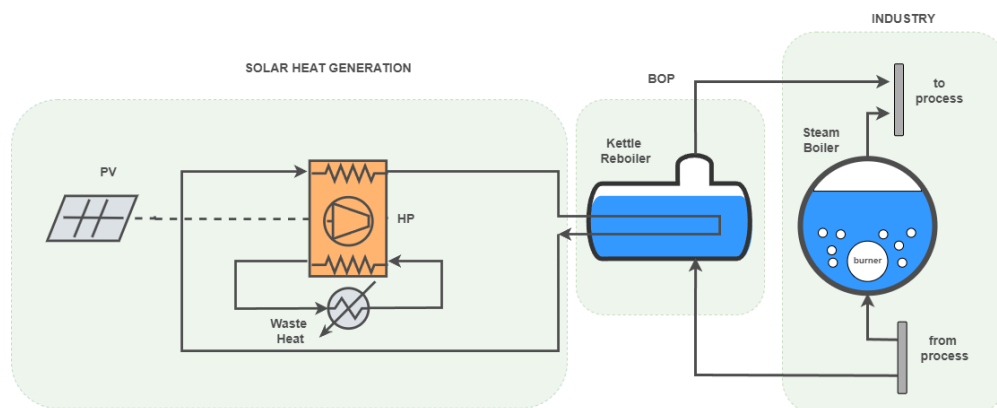 INDUSTRY
SOLAR HEAT GENERATION
BOP
to
process
Kettle
Reboiler
Steam
Boiler
PV
HP
burner
Waste
Heat
from
process